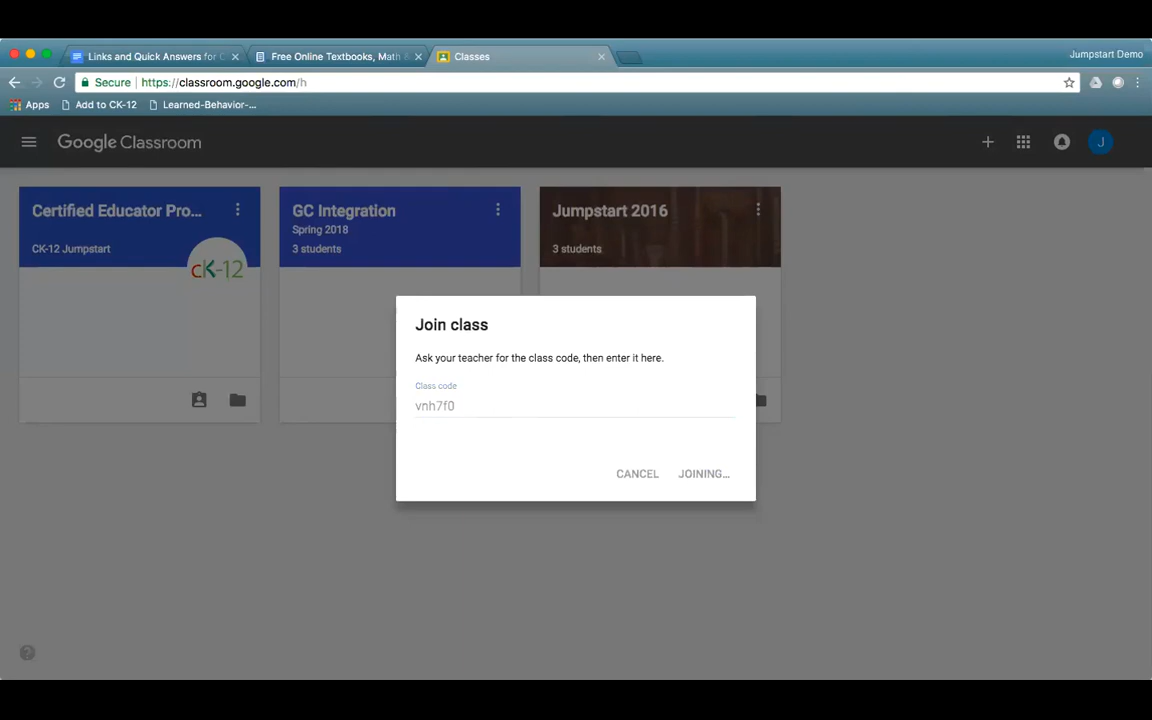 Links and Quick Answers for C
Free Online Textbooks, Math &
Classes
Jumpstart Demo
Secure https://classroom.google.com/h
Apps
Add to CK-12
Learned-Behavior-...
Google Classroom
J
Certified Educator Pro...
CK-12 Jumpstart
cK-12
GC Integration
Spring 2018
3 students
Jumpstart 2016
3 students
Join class
Ask your teacher for the class code, then enter it here.
Class code
vnh7f0
CANCEL JOINING...
?